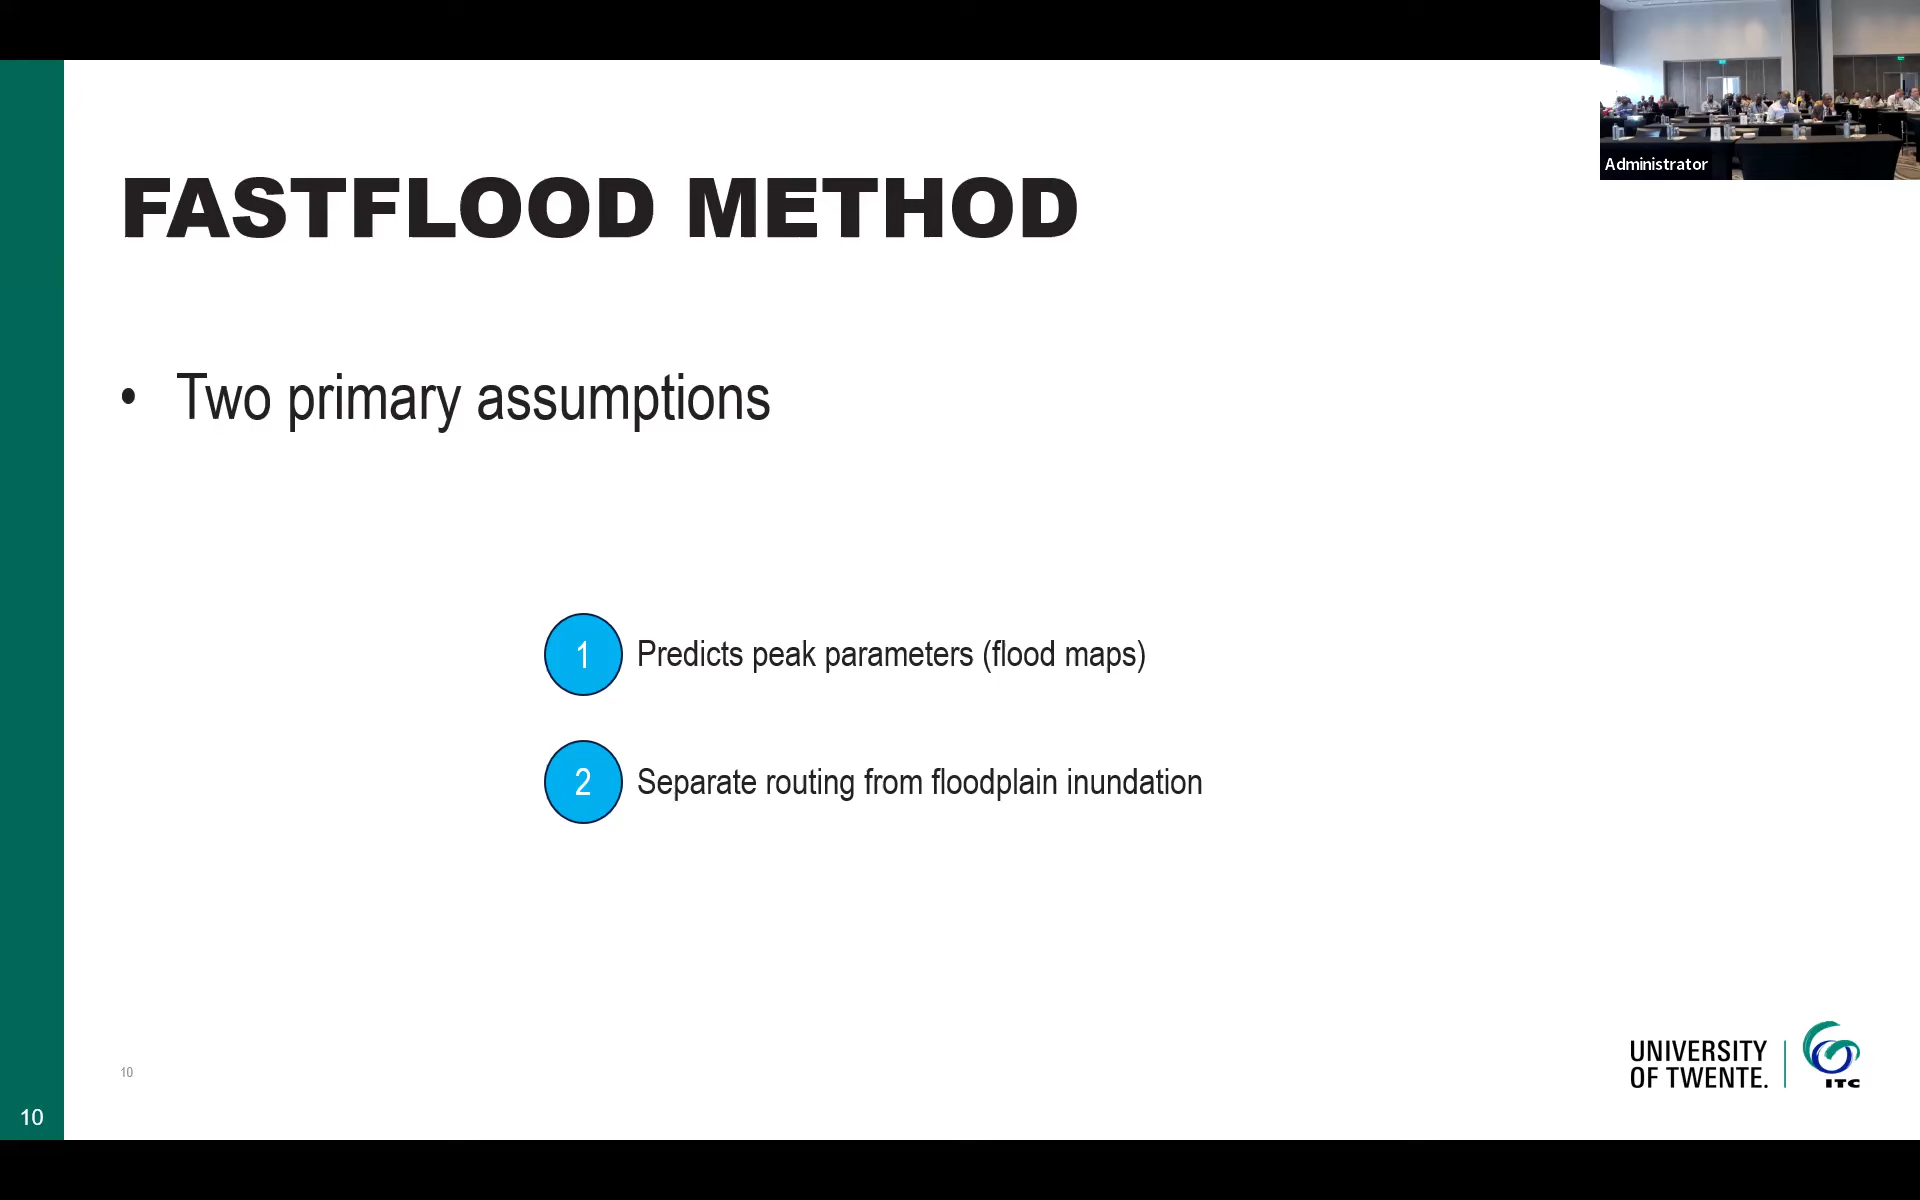 Administrator
FASTFLOOD METHOD
• Two primary assumptions
1 Predicts peak parameters (flood maps)
2 Separate routing from floodplain inundation
10
10
UNIVERSITY
OF TWENTE.
ITC